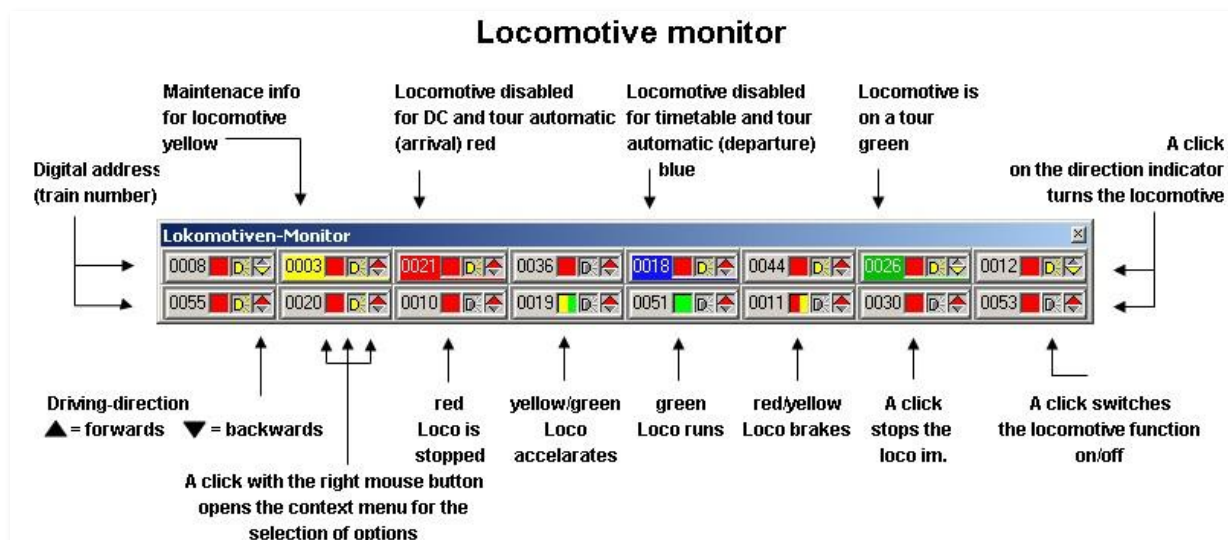 Locomotive monitor
Maintenace info
for locomotive
yellow
Locomotive disabled
for DC and tour automatic
(arrival) red
Locomotive disabled
for timetable and tour
automatic (departure)
blue
Locomotive is
on a tour
green
A click
on the direction indicator
turns the locomotive
Digital address
(train number)
Lokomotiven-Monitor
0008 D 0003 D 0021 D 0036 D 0018 D 0044 D 0026 D 0012 D
0055 D 0020 D 0010 D 0019 D 0051 D 0011 D 0030 D 0053 D
Driving-direction
▲ = forwards ▼ = backwards
A click with the right mouse button
opens the context menu for the
selection of options
red
Loco is
stopped
yellow/green
Loco
accelarates
green
Loco runs
red/yellow
Loco brakes
A click
stops the
loco im.
A click switches
the locomotive function
on/off